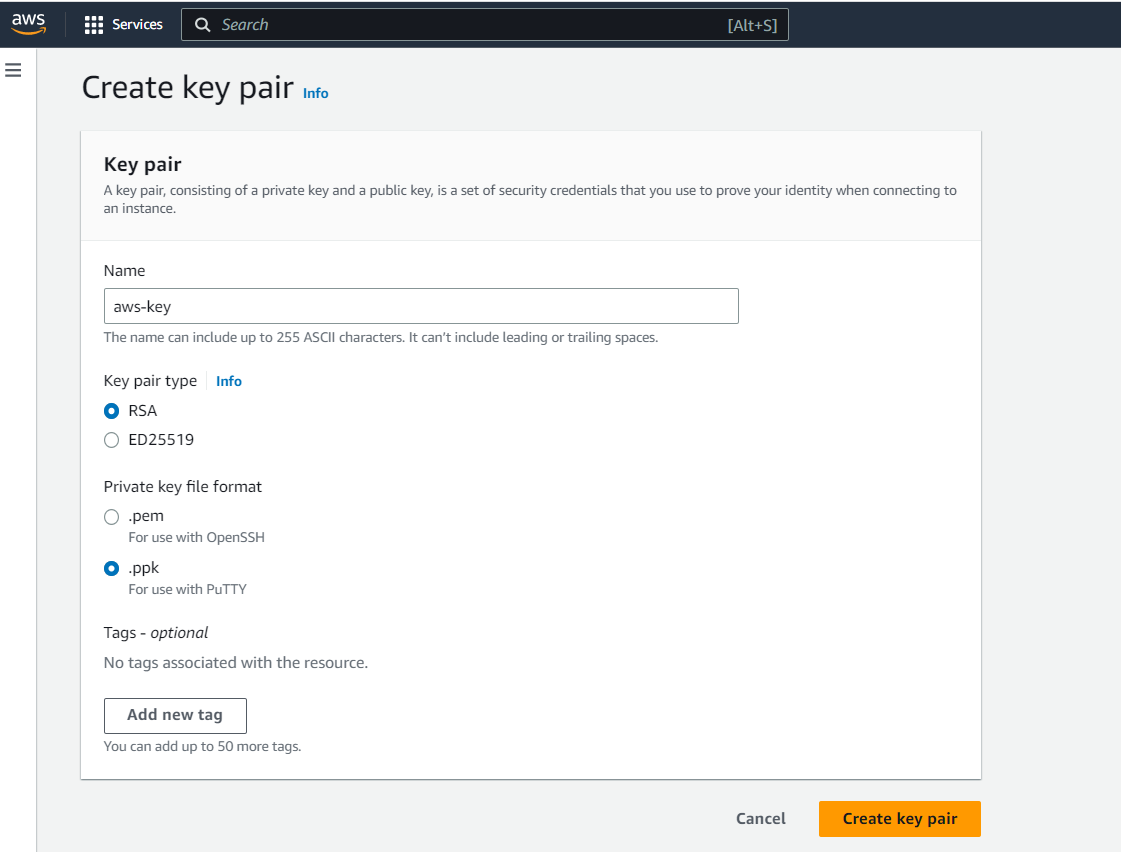 aws
Services
Search
[Alt+S]
Create key pair Info
Key pair
A key pair, consisting of a private key and a public key, is a set of security credentials that you use to prove your identity when connecting to
an instance.
Name
aws-key
The name can include up to 255 ASCII characters. It can't include leading or trailing spaces.
Key pair type Info
RSA
ED25519
Private key file format
.pem
For use with OpenSSH
.ppk
For use with PuTTY
Tags - optional
No tags associated with the resource.
Add new tag
You can add up to 50 more tags.
Cancel
Create key pair